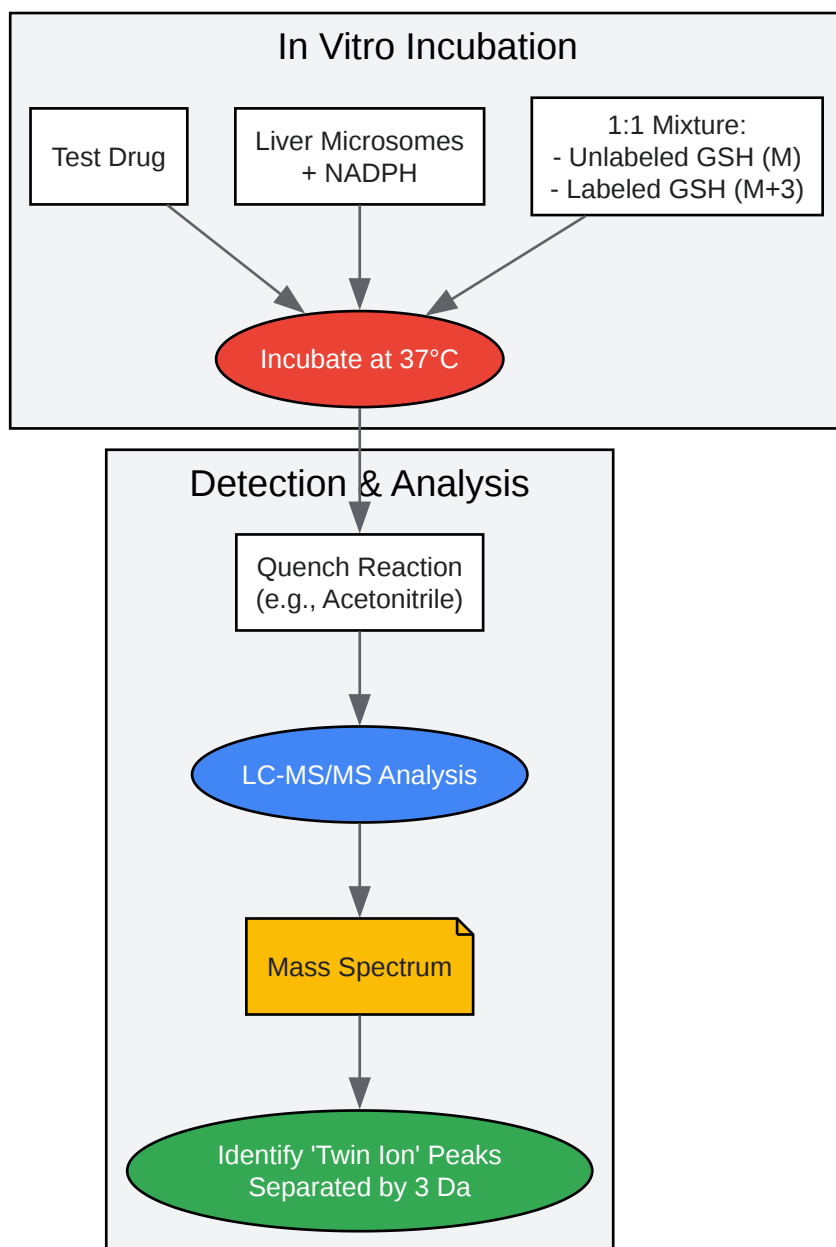 In Vitro Incubation
Test Drug
Liver Microsomes
+ NADPH
1:1 Mixture:
- Unlabeled GSH (M)
- Labeled GSH (M+3)
Incubate at 37°C
Detection & Analysis
Quench Reaction
(e.g., Acetonitrile)
LC-MS/MS Analysis
Mass Spectrum
Identify 'Twin Ion' Peaks
Separated by 3 Da